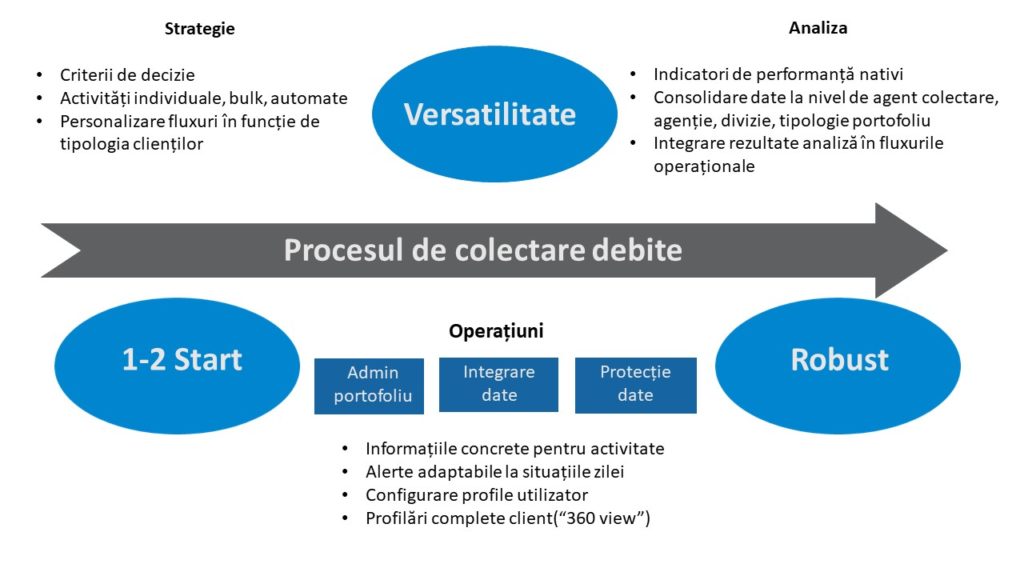 Strategie
• Criterii de decizie
• Activități individuale, bulk, automate
• Personalizare fluxuri în funcție de
tipologia clienților
Versatilitate
Analiza
• Indicatori de performanță nativi
• Consolidare date la nivel de agent colectare,
agenție, divizie, tipologie portofoliu
• Integrare rezultate analiză în fluxurile
operaționale
Procesul de colectare debite
1-2 Start
Operațiuni
Admin
portofoliu
Integrare
date
Protecție
date
Robust
• Informațiile concrete pentru activitate
• Alerte adaptabile la situațiile zilei
• Configurare profile utilizator
• Profilări complete client(“360 view”)